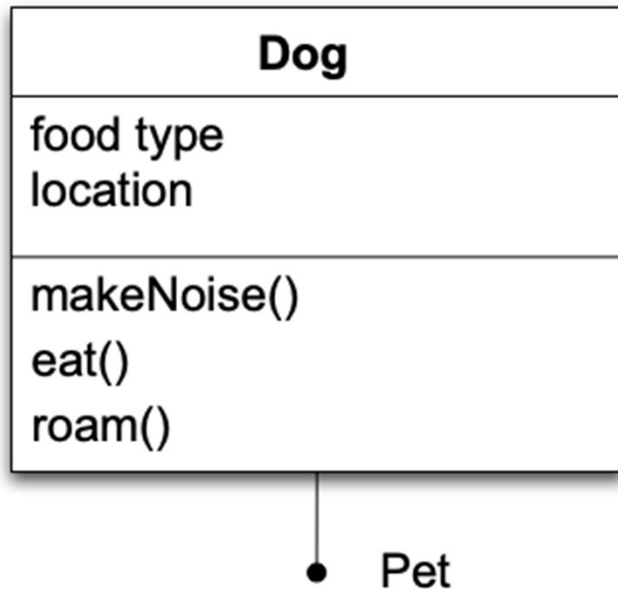 Dog
food type
location
makeNoise()
eat()
roam()
Pet